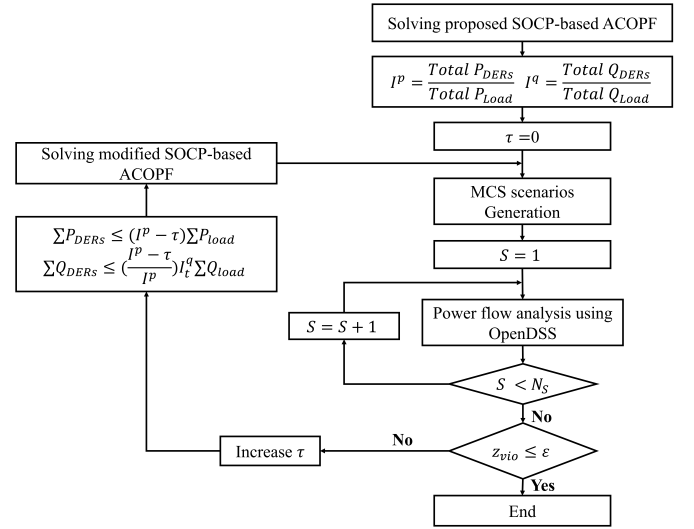 Solving proposed SOCP-based ACOPF
I^p = Total P_DERs / Total P_Load   I^q = Total Q_DERs / Total Q_Load
τ =0
Solving modified SOCP-based
ACOPF
MCS scenarios
Generation
∑P_DERs ≤ (I^p − τ)∑P_load
∑Q_DERs ≤ ((I^p − τ) / I^p) I_t^q ∑Q_load
S = 1
S = S + 1
Power flow analysis using
OpenDSS
S < N_S
No
No
Increase τ
z_vio ≤ ε
Yes
End